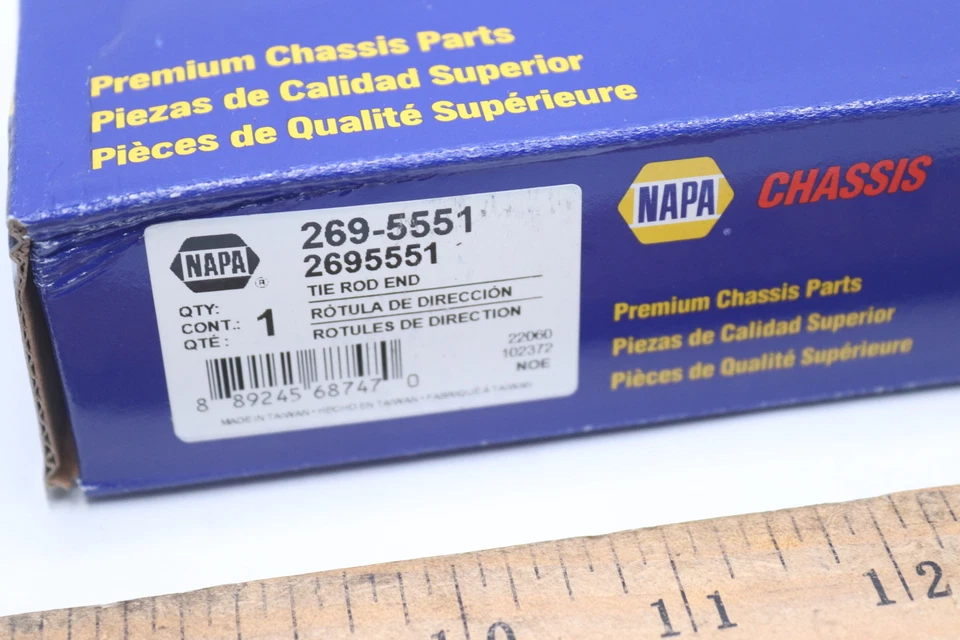 Premium Chassis Parts
Piezas de Calidad Superior
Pièces de Qualité Supérieure
NAPA CHASSIS
NAPA ®
269-5551
2695551
TIE ROD END
RÓTULA DE DIRECCIÓN
ROTULES DE DIRECTION
QTY:
CONT.: 1
QTÉ :
22060
102372
NOE
8 89245 68747 0
MADE IN TAIWAN • HECHO EN TAIWAN • FABRIQUÉ À TAIWAN
Premium Chassis Parts
Piezas de Calidad Superior
Pièces de Qualité Supérieure
10 11 12